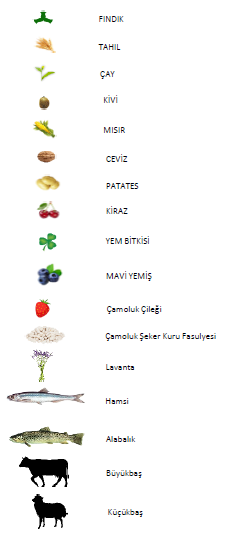 FINDIK
TAHIL
ÇAY
KİVİ
MISIR
CEVİZ
PATATES
KİRAZ
YEM BİTKİSİ
MAVİ YEMİŞ
Çamoluk Çileği
Çamoluk Şeker Kuru Fasulyesi
Lavanta
Hamsi
Alabalık
Büyükbaş
Küçükbaş